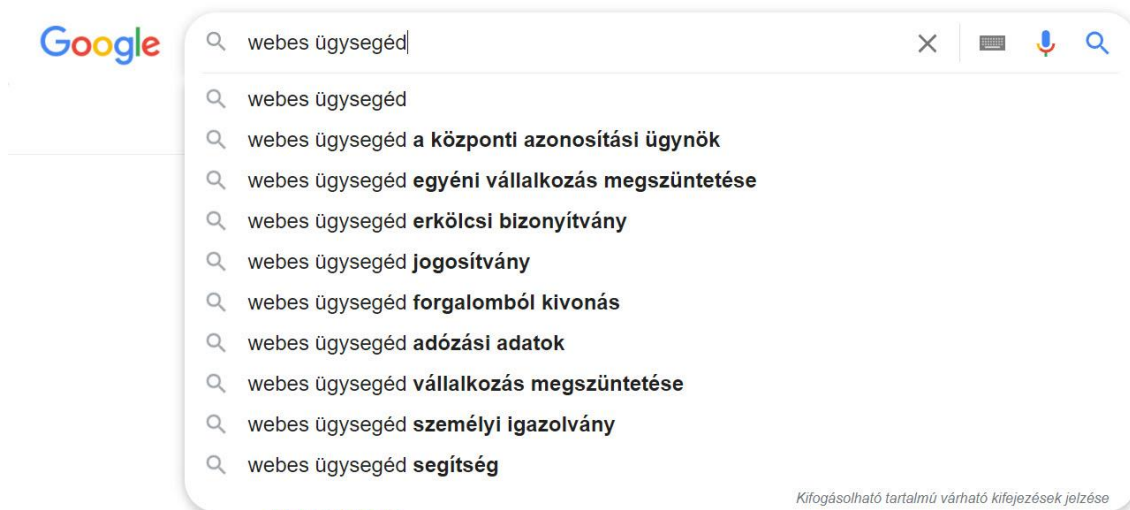 Google
webes ügysegéd
webes ügysegéd
webes ügysegéd a központi azonosítási ügynök
webes ügysegéd egyéni vállalkozás megszüntetése
webes ügysegéd erkölcsi bizonyítvány
webes ügysegéd jogosítvány
webes ügysegéd forgalomból kivonás
webes ügysegéd adózási adatok
webes ügysegéd vállalkozás megszüntetése
webes ügysegéd személyi igazolvány
webes ügysegéd segítség
Kifogásolható tartalmú várható kifejezések jelzése